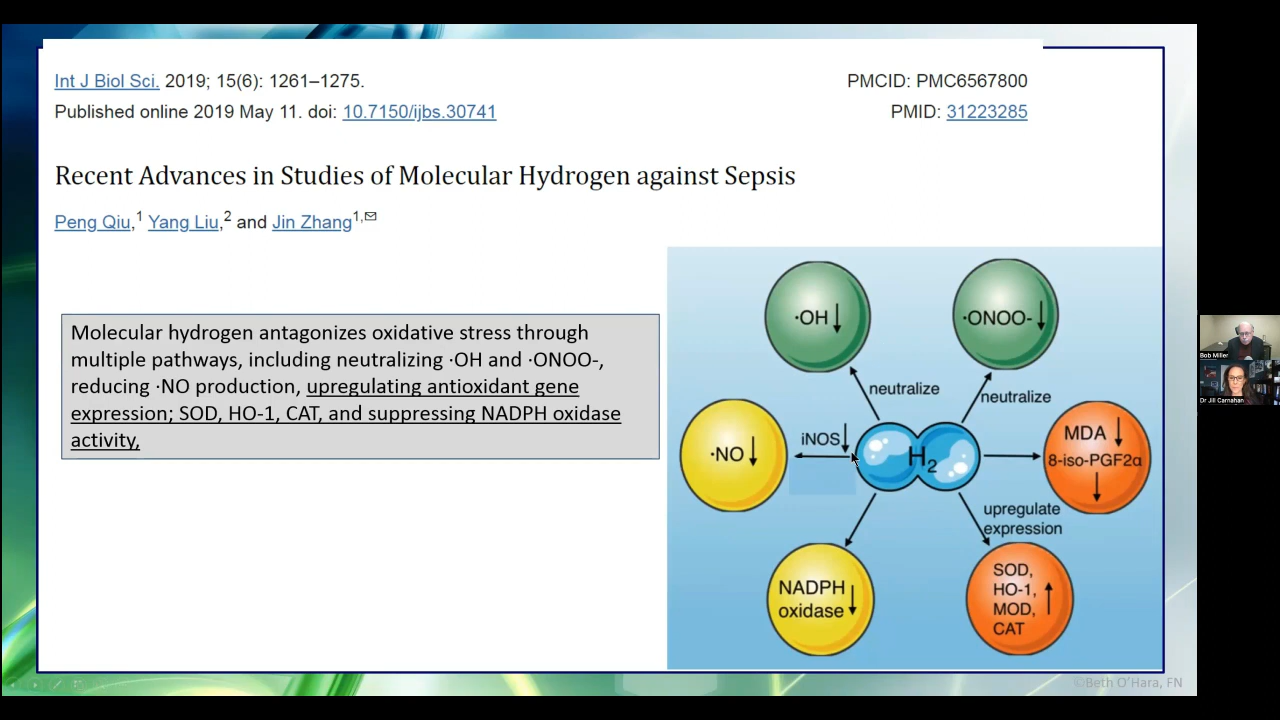 Int J Biol Sci. 2019; 15(6): 1261–1275.
PMCID: PMC6567800
Published online 2019 May 11. doi: 10.7150/ijbs.30741
PMID: 31223285
Recent Advances in Studies of Molecular Hydrogen against Sepsis
Peng Qiu,1 Yang Liu,2 and Jin Zhang1,✉
Molecular hydrogen antagonizes oxidative stress through
multiple pathways, including neutralizing ·OH and ·ONOO-,
reducing ·NO production, upregulating antioxidant gene
expression; SOD, HO-1, CAT, and suppressing NADPH oxidase
activity,
·OH↓
·ONOO-↓
neutralize
neutralize
·NO↓
iNOS↓
H2
MDA↓
8-iso-PGF2α
↓
upregulate
expression
NADPH
oxidase↓
SOD,
HO-1,
MOD,
CAT
↑
Bob Miller
Dr Jill Carnahan
©Beth O'Hara, FN